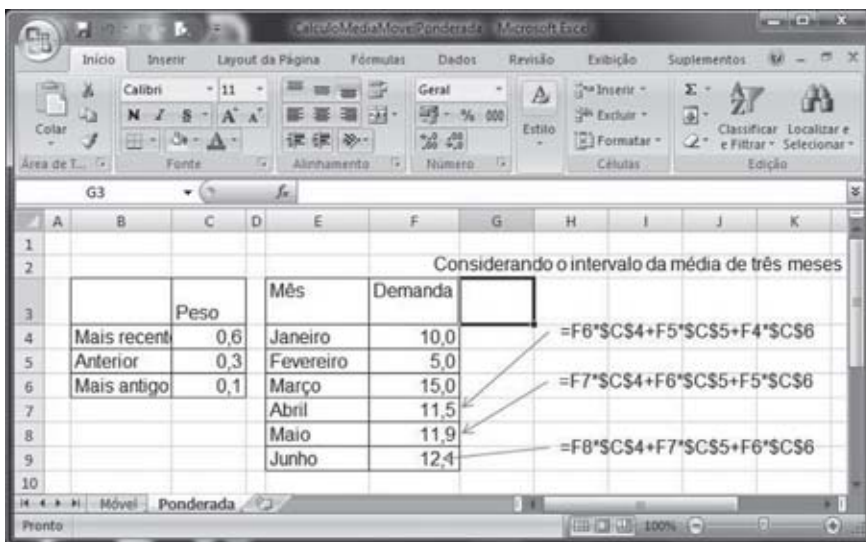 CalculoMediaMovelPonderada Microsoft Excel
Início Inserir Layout da Página Fórmulas Dados Revisão Exibição Suplementos
Colar
Calibri 11
N I S A A
Geral
% 000
Estilo
Inserir
Excluir
Formatar
Σ
Classificar e Filtrar
Localizar e Selecionar
Área de T...
Fonte
Alinhamento
Número
Células
Edição
G3 fx
A B C D E F G H I J K
1
2 Considerando o intervalo da média de três meses
3 Peso Mês Demanda
4 Mais recent 0,6 Janeiro 10,0 =F6*$C$4+F5*$C$5+F4*$C$6
5 Anterior 0,3 Fevereiro 5,0
6 Mais antigo 0,1 Março 15,0 =F7*$C$4+F6*$C$5+F5*$C$6
7 Abril 11,5
8 Maio 11,9 =F8*$C$4+F7*$C$5+F6*$C$6
9 Junho 12,4
10
Móvel Ponderada
Pronto 100%